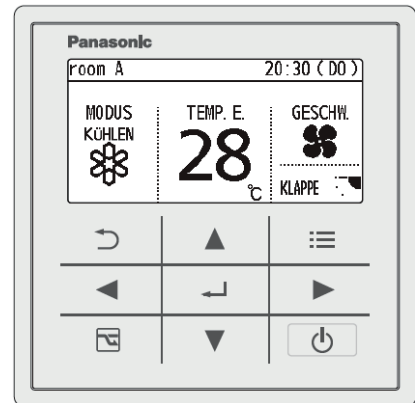 Panasonic
room A 20:30 (DO)
MODUS TEMP. E. GESCHW.
KÜHLEN
28 °C
KLAPPE